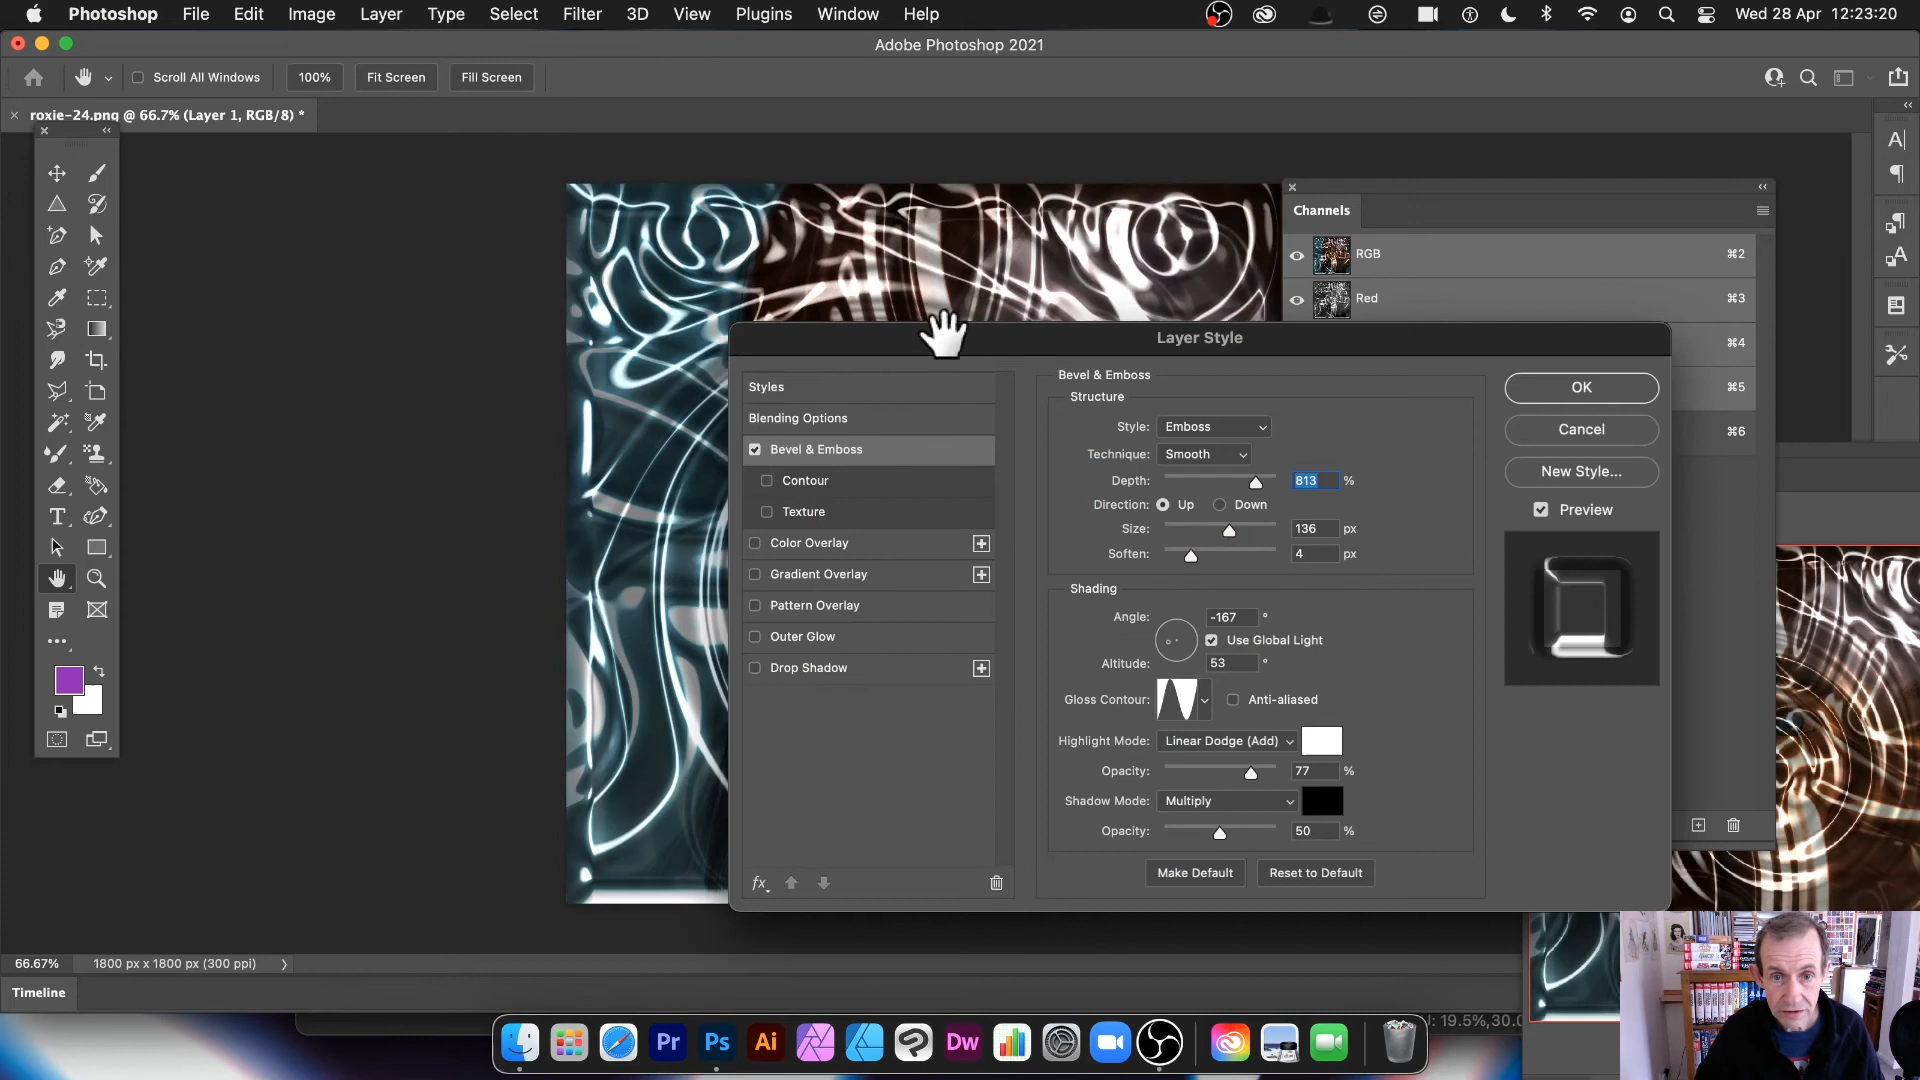 Photoshop File Edit Image Layer Type Select Filter 3D View Plugins Window Help Wed 28 Apr 12:23:20
Adobe Photoshop 2021
Scroll All Windows 100% Fit Screen Fill Screen
roxie-24.png @ 66.7% (Layer 1, RGB/8) *
Channels
RGB ⌘2
Red ⌘3
⌘4
⌘5
⌘6
Layer Style
Styles
Blending Options
Bevel & Emboss
Contour
Texture
Color Overlay
Gradient Overlay
Pattern Overlay
Outer Glow
Drop Shadow
fx
Bevel & Emboss
Structure
Style: Emboss
Technique: Smooth
Depth: 813 %
Direction: Up Down
Size: 136 px
Soften: 4 px
Shading
Angle: -167 °
Use Global Light
Altitude: 53 °
Gloss Contour: Anti-aliased
Highlight Mode: Linear Dodge (Add)
Opacity: 77 %
Shadow Mode: Multiply
Opacity: 50 %
Make Default Reset to Default
OK
Cancel
New Style...
Preview
66.67% 1800 px x 1800 px (300 ppi)
Timeline
Pr Ps Ai Dw